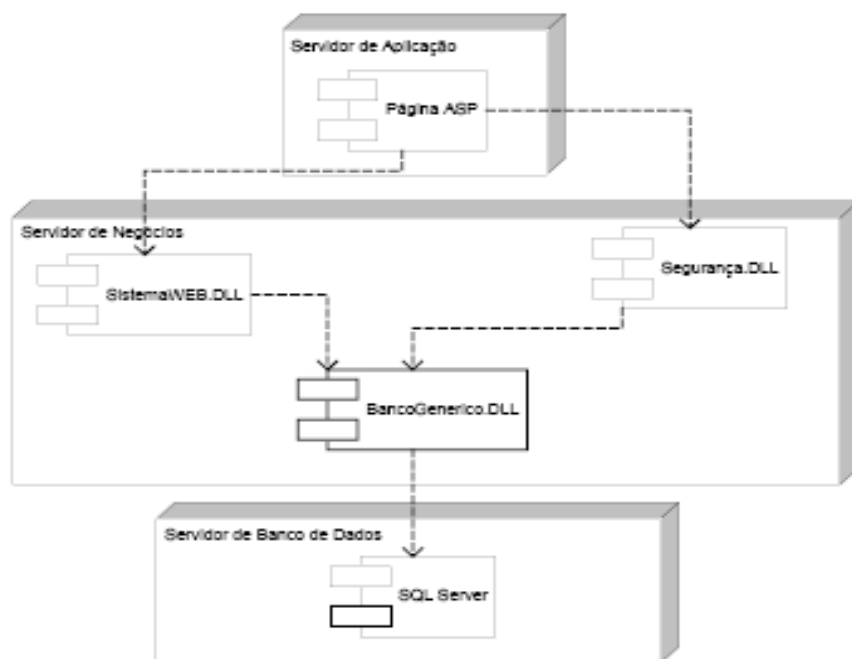 Servidor de Aplicação
Página ASP
Servidor de Negócios
SistemaWEB.DLL
Segurança.DLL
BancoGenerico.DLL
Servidor de Banco de Dados
SQL Server